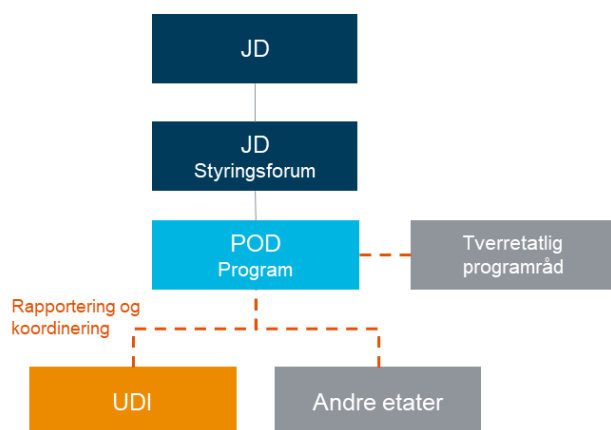 JD
JD
Styringsforum
POD
Program
Tverretatlig
programråd
Rapportering og
koordinering
UDI
Andre etater